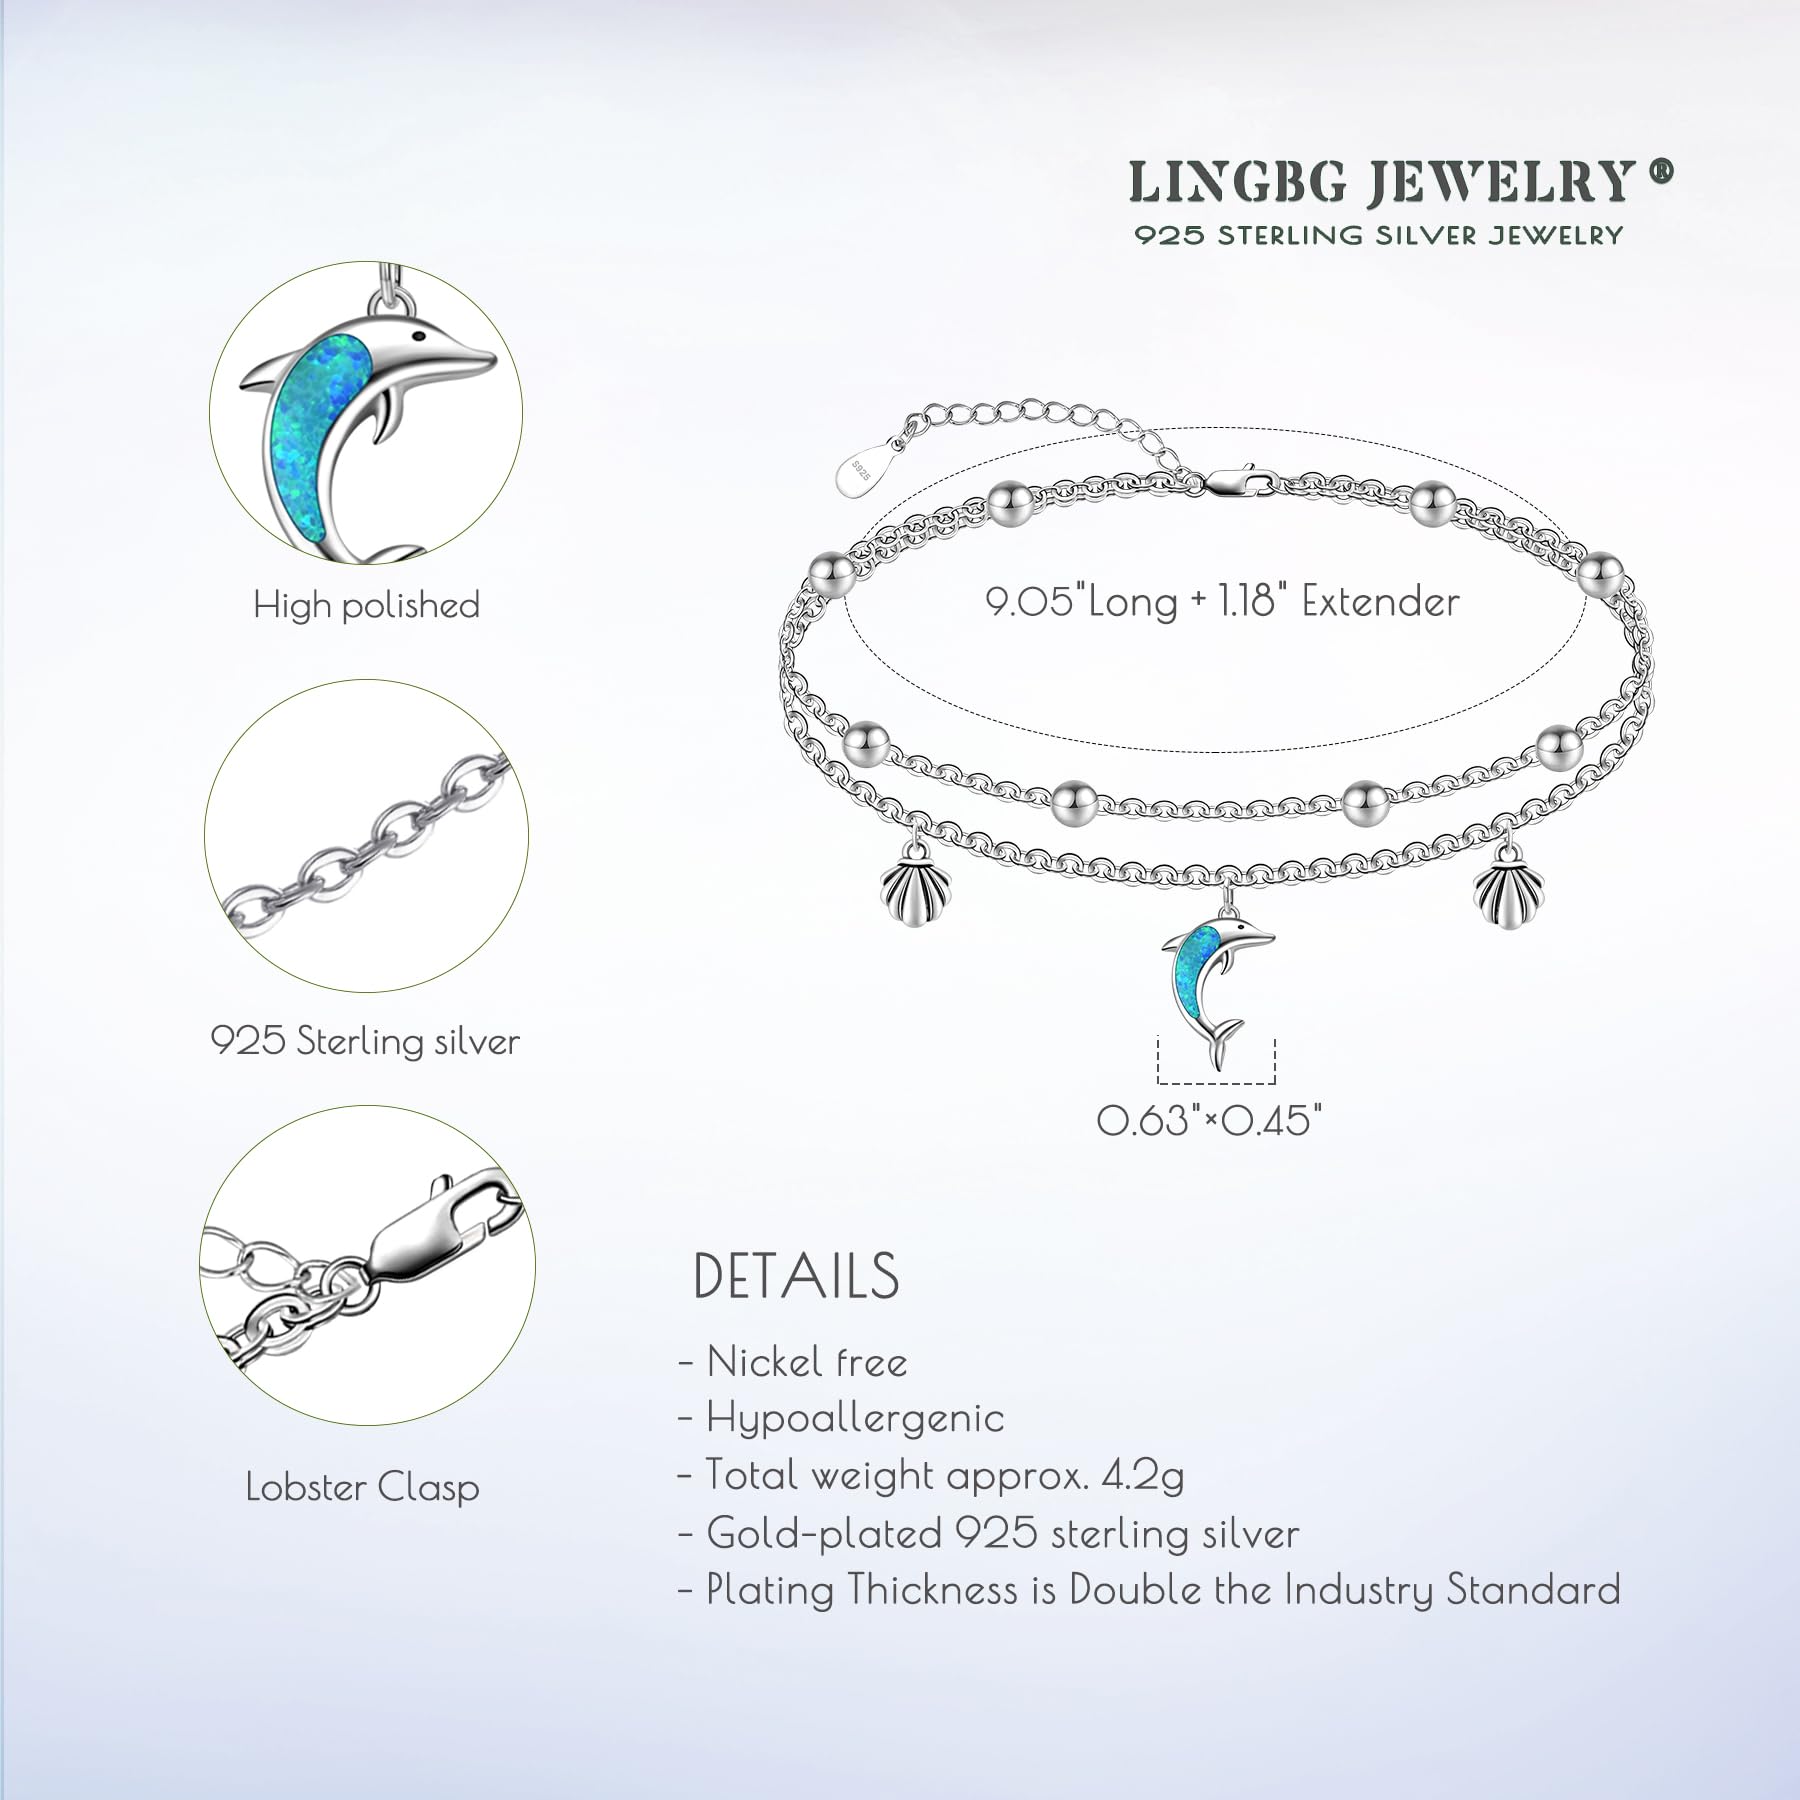 LINGBG JEWELRY®
925 STERLING SILVER JEWELRY
High polished
S925
9.05"Long + 1.18" Extender
925 Sterling silver
0.63"×0.45"
Lobster Clasp
DETAILS
- Nickel free
- Hypoallergenic
- Total weight approx. 4.2g
- Gold-plated 925 sterling silver
- Plating Thickness is Double the Industry Standard